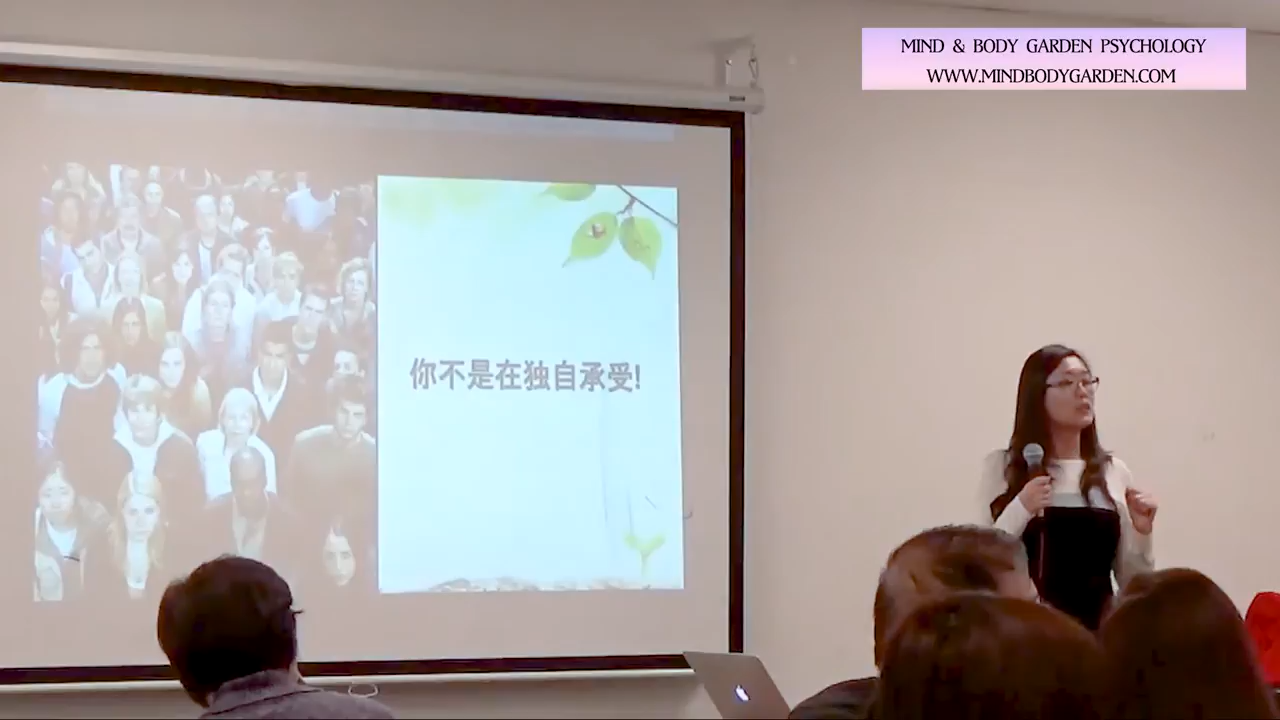 MIND & BODY GARDEN PSYCHOLOGY
WWW.MINDBODYGARDEN.COM
你不是在独自承受!